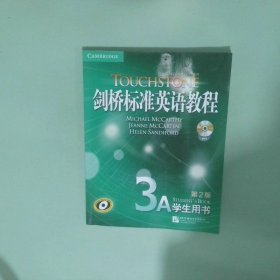 CAMBRIDGE
TOUCHSTONE
剑桥标准英语教程
MICHAEL MCCARTHY
JEANNE MCCARTEN
HELEN SANDIFORD
第2版
3A STUDENT'S BOOK
学生用书